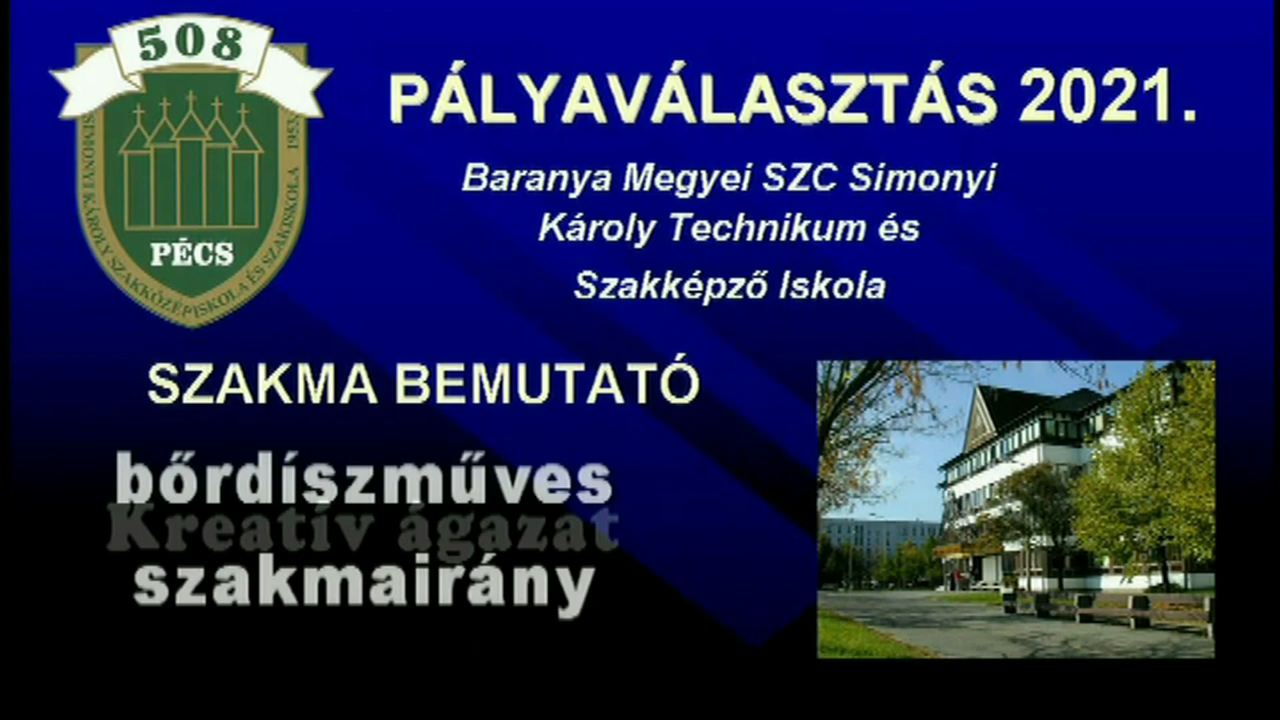 508
PÁLYAVÁLASZTÁS 2021.
Baranya Megyei SZC Simonyi
Károly Technikum és
Szakképző Iskola
PÉCS
SIMONYI KÁROLY SZAKKÖZÉPISKOLA ÉS SZAKISKOLA 1953.
SZAKMA BEMUTATÓ
bőrdíszműves
Kreatív ágazat
szakmairány